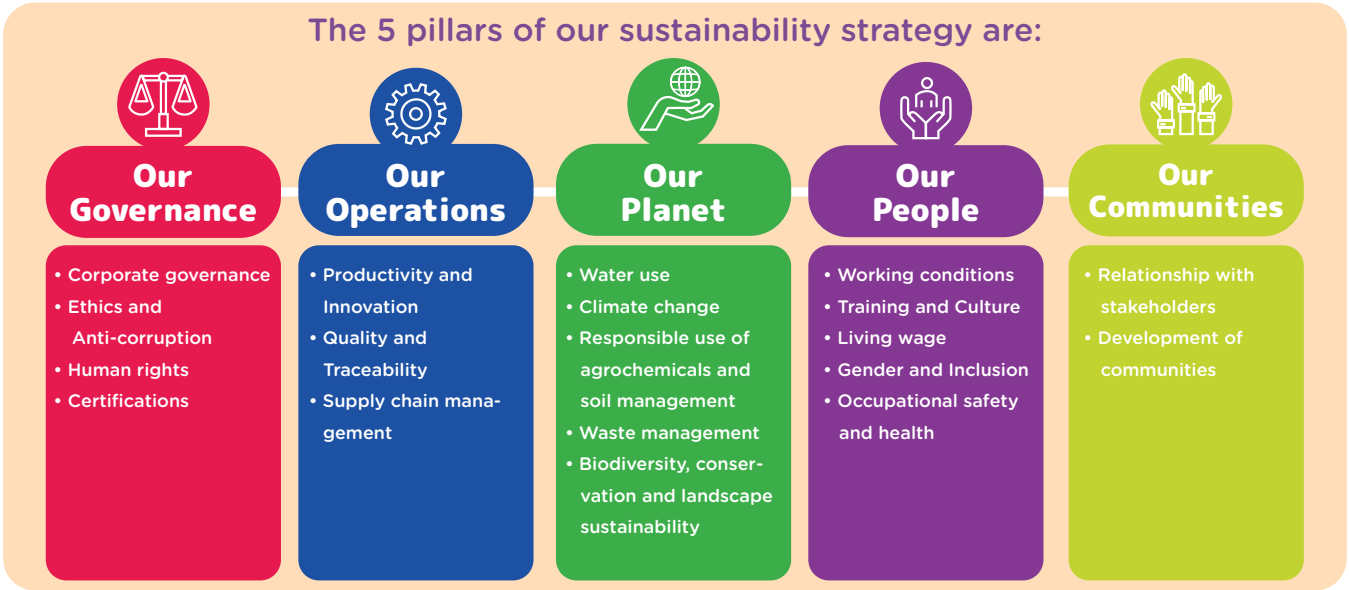 The 5 pillars of our sustainability strategy are:
Our
Governance
• Corporate governance
• Ethics and
Anti-corruption
• Human rights
• Certifications
Our
Operations
• Productivity and
Innovation
• Quality and
Traceability
• Supply chain mana-
gement
Our
Planet
• Water use
• Climate change
• Responsible use of
agrochemicals and
soil management
• Waste management
• Biodiversity, conser-
vation and landscape
sustainability
Our
People
• Working conditions
• Training and Culture
• Living wage
• Gender and Inclusion
• Occupational safety
and health
Our
Communities
• Relationship with
stakeholders
• Development of
communities